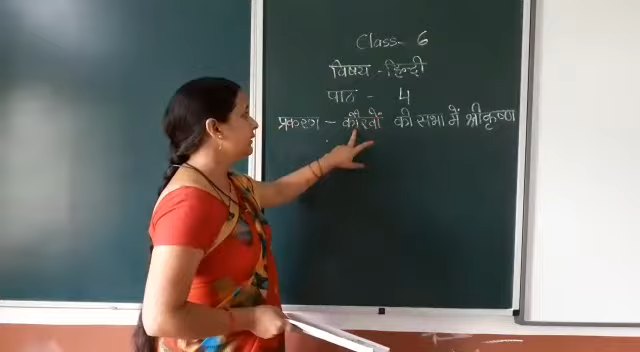 Class- 6
विषय - हिन्दी
पाठ - 4
प्रकरण - कौरवों की सभा में श्रीकृष्ण